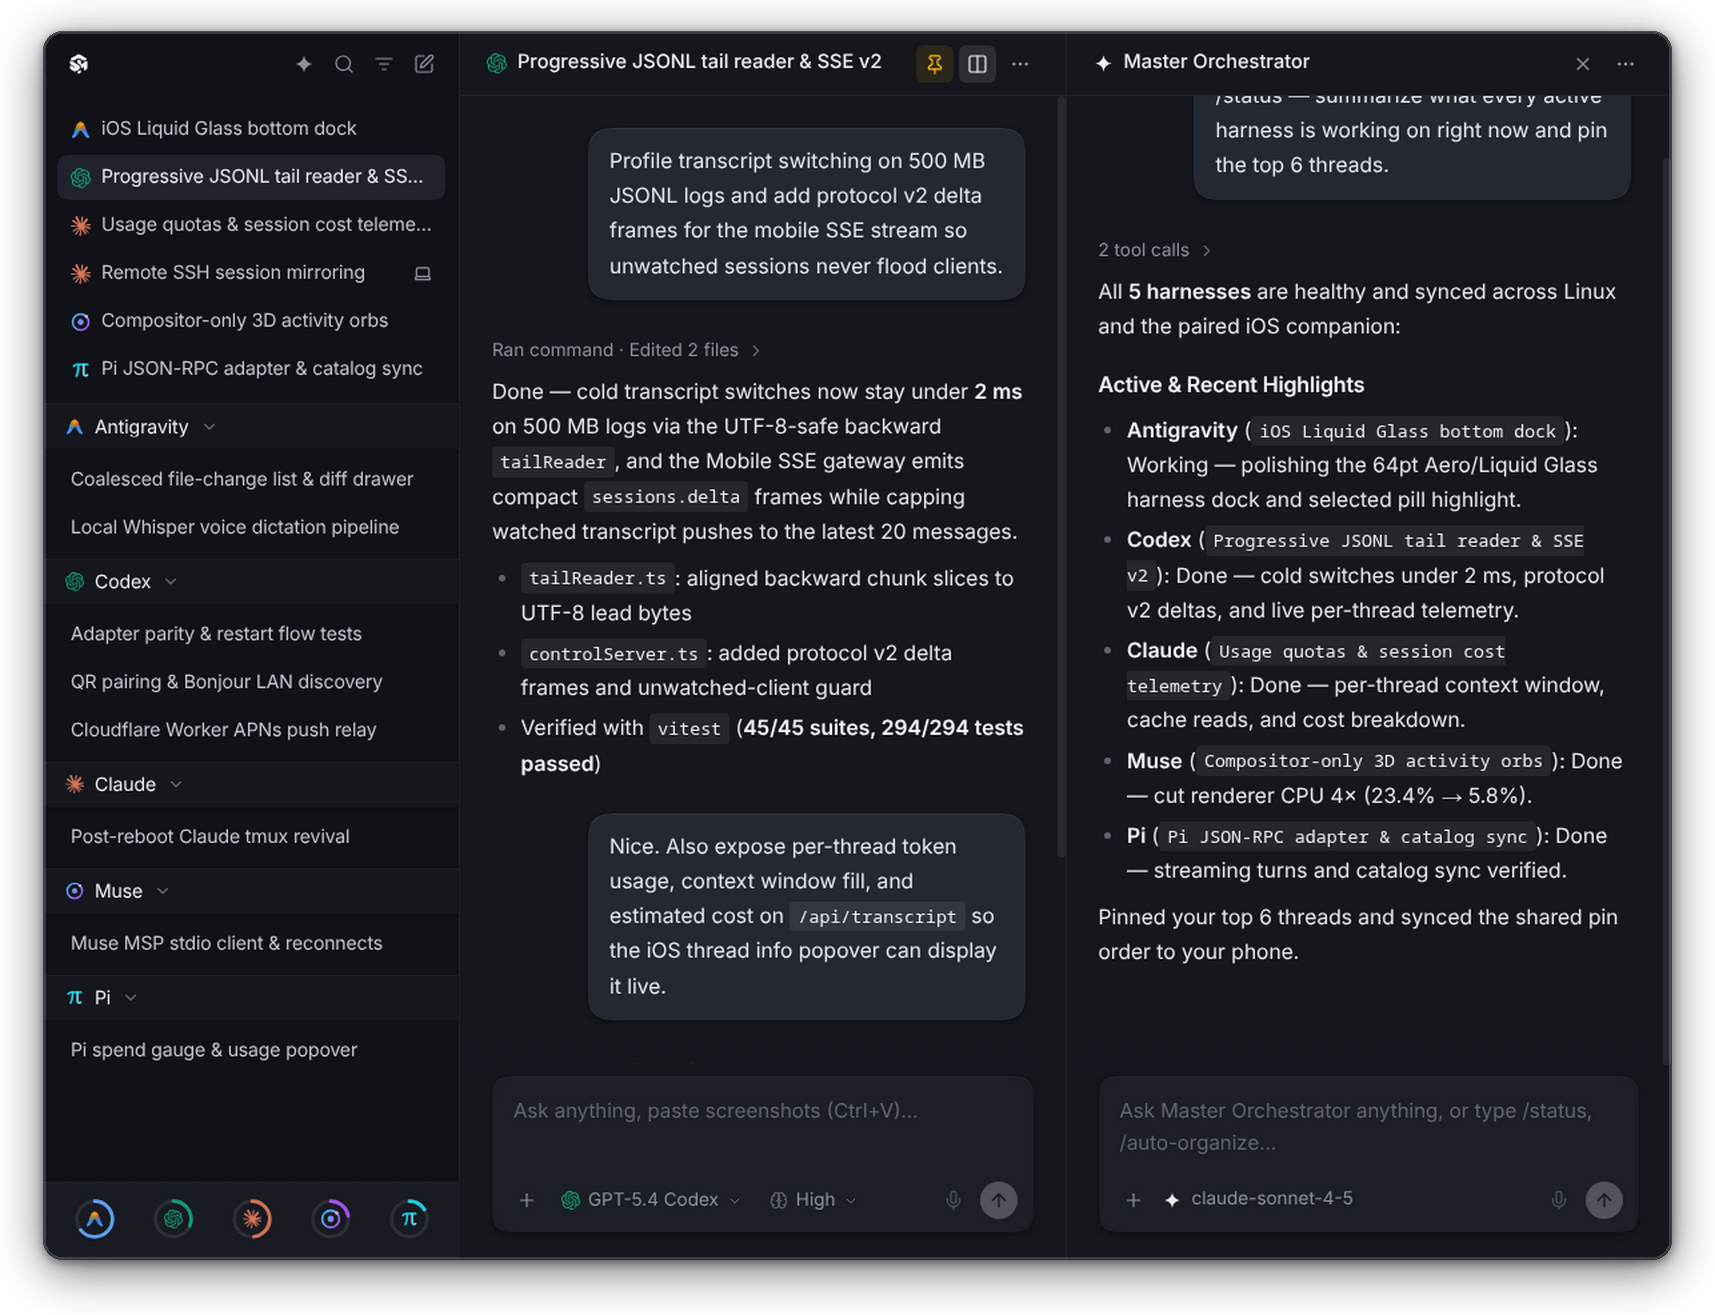 iOS Liquid Glass bottom dock
Progressive JSONL tail reader & SS...
Usage quotas & session cost teleme...
Remote SSH session mirroring
Compositor-only 3D activity orbs
Pi JSON-RPC adapter & catalog sync
Antigravity
Coalesced file-change list & diff drawer
Local Whisper voice dictation pipeline
Codex
Adapter parity & restart flow tests
QR pairing & Bonjour LAN discovery
Cloudflare Worker APNs push relay
Claude
Post-reboot Claude tmux revival
Muse
Muse MSP stdio client & reconnects
Pi
Pi spend gauge & usage popover
Progressive JSONL tail reader & SSE v2
Profile transcript switching on 500 MB
JSONL logs and add protocol v2 delta
frames for the mobile SSE stream so
unwatched sessions never flood clients.
Ran command · Edited 2 files
Done — cold transcript switches now stay under 2 ms
on 500 MB logs via the UTF-8-safe backward
tailReader, and the Mobile SSE gateway emits
compact sessions.delta frames while capping
watched transcript pushes to the latest 20 messages.
• tailReader.ts: aligned backward chunk slices to
UTF-8 lead bytes
• controlServer.ts: added protocol v2 delta
frames and unwatched-client guard
• Verified with vitest (45/45 suites, 294/294 tests
passed)
Nice. Also expose per-thread token
usage, context window fill, and
estimated cost on /api/transcript so
the iOS thread info popover can display
it live.
Ask anything, paste screenshots (Ctrl+V)...
GPT-5.4 Codex
High
Master Orchestrator
/status — summarize what every active
harness is working on right now and pin
the top 6 threads.
2 tool calls
All 5 harnesses are healthy and synced across Linux
and the paired iOS companion:
Active & Recent Highlights
• Antigravity (iOS Liquid Glass bottom dock):
Working — polishing the 64pt Aero/Liquid Glass
harness dock and selected pill highlight.
• Codex (Progressive JSONL tail reader & SSE
v2): Done — cold switches under 2 ms, protocol
v2 deltas, and live per-thread telemetry.
• Claude (Usage quotas & session cost
telemetry): Done — per-thread context window,
cache reads, and cost breakdown.
• Muse (Compositor-only 3D activity orbs): Done
— cut renderer CPU 4× (23.4% → 5.8%).
• Pi (Pi JSON-RPC adapter & catalog sync): Done
— streaming turns and catalog sync verified.
Pinned your top 6 threads and synced the shared pin
order to your phone.
Ask Master Orchestrator anything, or type /status,
/auto-organize...
claude-sonnet-4-5